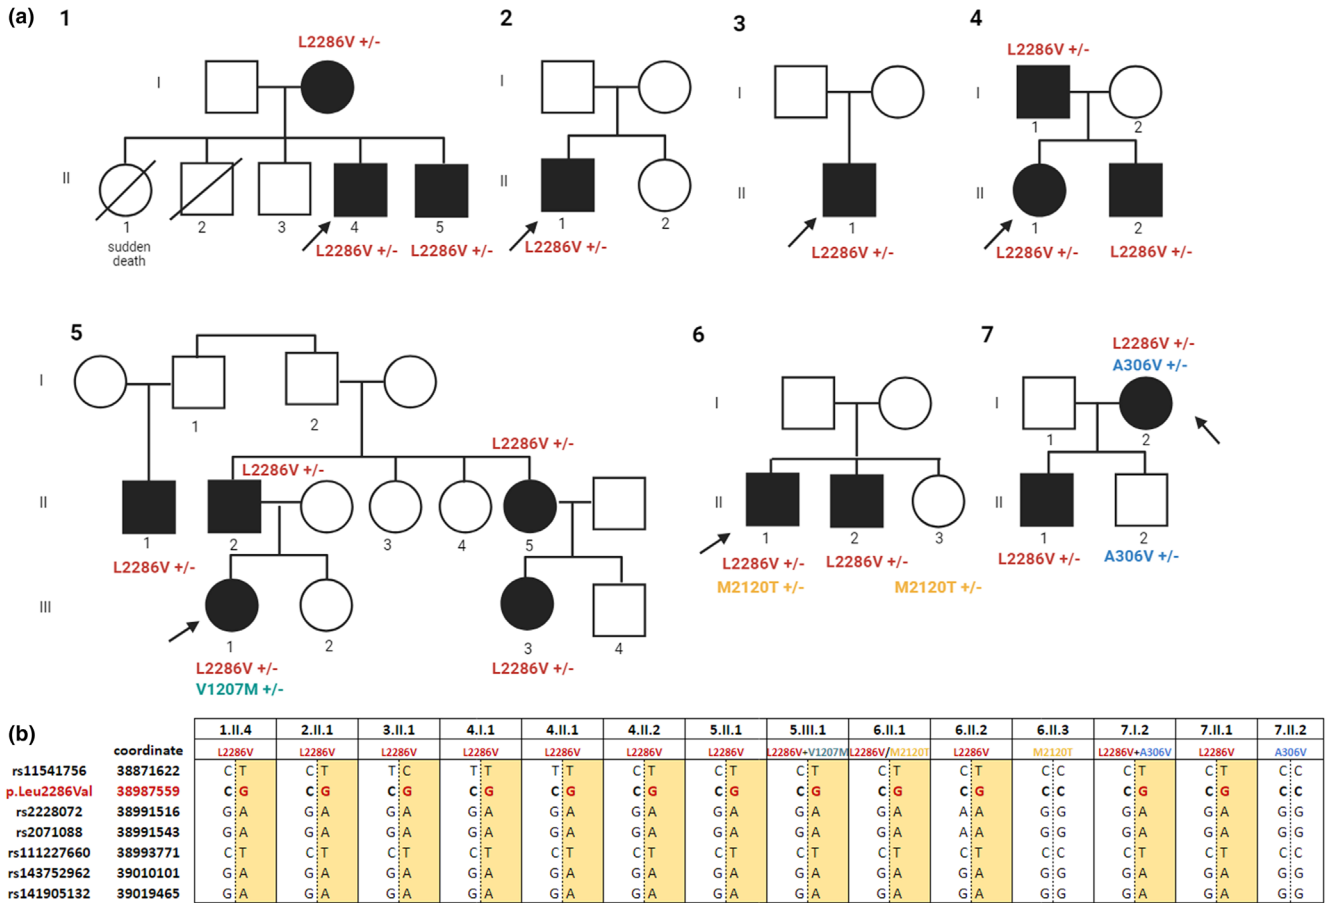 (a)
1
2
3
4
L2286V +/-
L2286V +/-
I
I
I
I
1
2
II
II
II
II
1
2
3
4
5
1
2
1
1
2
sudden
death
L2286V +/-
L2286V +/-
L2286V +/-
L2286V +/-
L2286V +/-
L2286V +/-
5
6
7
L2286V +/-
A306V +/-
I
1
2
I
I
1
2
L2286V +/-
L2286V +/-
II
1
2
3
4
5
II
1
2
3
II
1
2
L2286V +/-
L2286V +/-
L2286V +/-
L2286V +/-
A306V +/-
M2120T +/-
M2120T +/-
III
1
2
3
4
L2286V +/-
L2286V +/-
V1207M +/-
(b)
1.II.4 2.II.1 3.II.1 4.I.1 4.II.1 4.II.2 5.II.1 5.III.1 6.II.1 6.II.2 6.II.3 7.I.2 7.II.1 7.II.2
coordinate L2286V L2286V L2286V L2286V L2286V L2286V L2286V L2286V+V1207M L2286V/M2120T L2286V M2120T L2286V+A306V L2286V A306V
rs11541756 38871622 C T C T T C T T T T C T C T C T C T C T C C C T C T C C
p.Leu2286Val 38987559 C G C G C G C G C G C G C G C G C G C G C C C G C G C C
rs2228072 38991516 G A G A G A G A G A G A G A G A G A A A G G G A G A G G
rs2071088 38991543 G A G A G A G A G A G A G A G A G A A A G G G A G A G G
rs111227660 38993771 C T C T C T C T C T C T C T C T C T C T C C C T C T C C
rs143752962 39010101 G A G A G A G A G A G A G A G A G A G A G G G A G A G G
rs141905132 39019465 G A G A G A G A G A G A G A G A G A G A G G G A G A G G